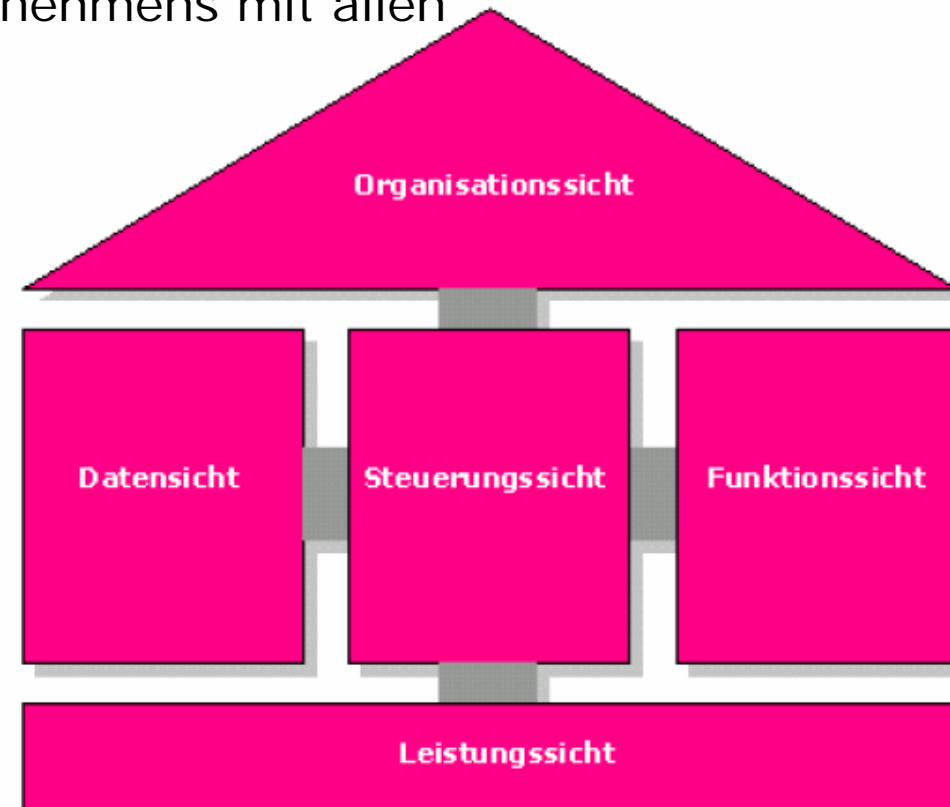 nehmens mit allen
Organisationssicht
Datensicht Steuerungssicht Funktionssicht
Leistungssicht